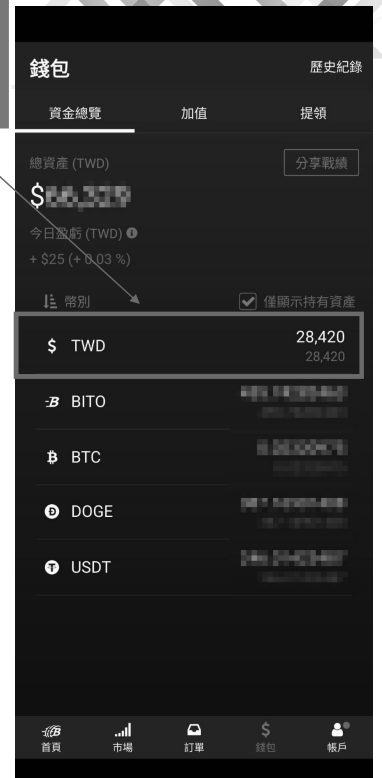 錢包
歷史紀錄
資金總覽 加值 提領
總資產 (TWD)
分享戰績
$
今日盈虧 (TWD)
+ $25 (+ 0.03 %)
幣別
僅顯示持有資產
$ TWD 28,420
28,420
BITO
BTC
DOGE
USDT
首頁 市場 訂單 錢包 帳戶